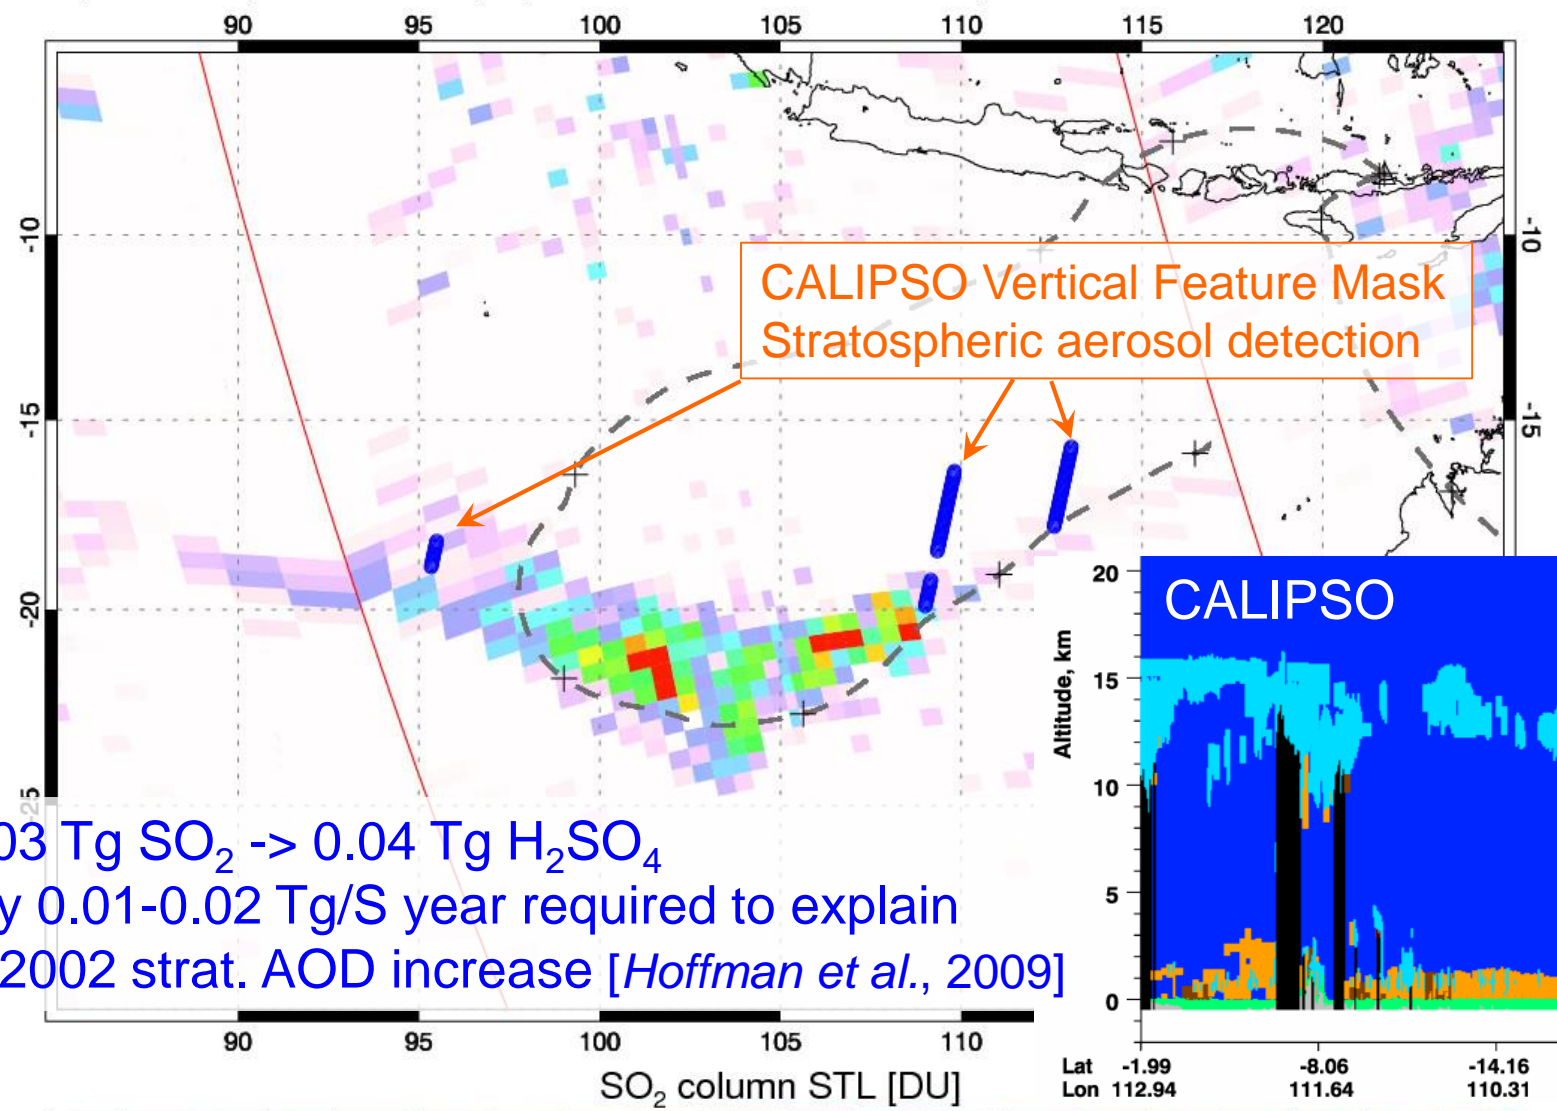 90 95 100 105 110 115 120
-10 -10
CALIPSO Vertical Feature Mask
Stratospheric aerosol detection
-15 -15
-20
20
CALIPSO
15
Altitude, km
10
5
0
-25
03 Tg SO₂ -> 0.04 Tg H₂SO₄
y 0.01-0.02 Tg/S year required to explain
2002 strat. AOD increase [Hoffman et al., 2009]
90 95 100 105 110
SO₂ column STL [DU]
Lat -1.99 -8.06 -14.16
Lon 112.94 111.64 110.31